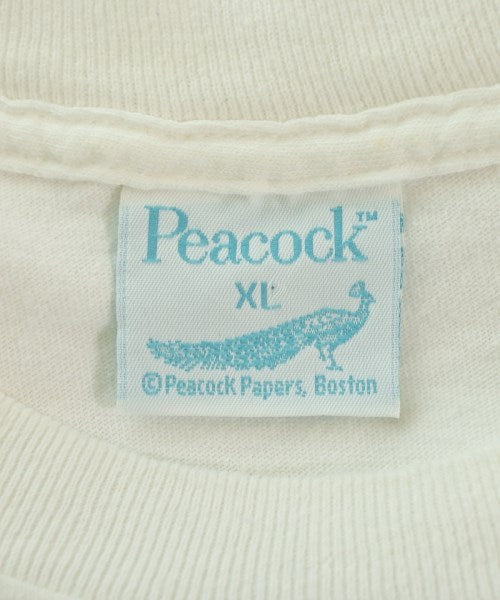 Peacock™
XL
©Peacock Papers, Boston